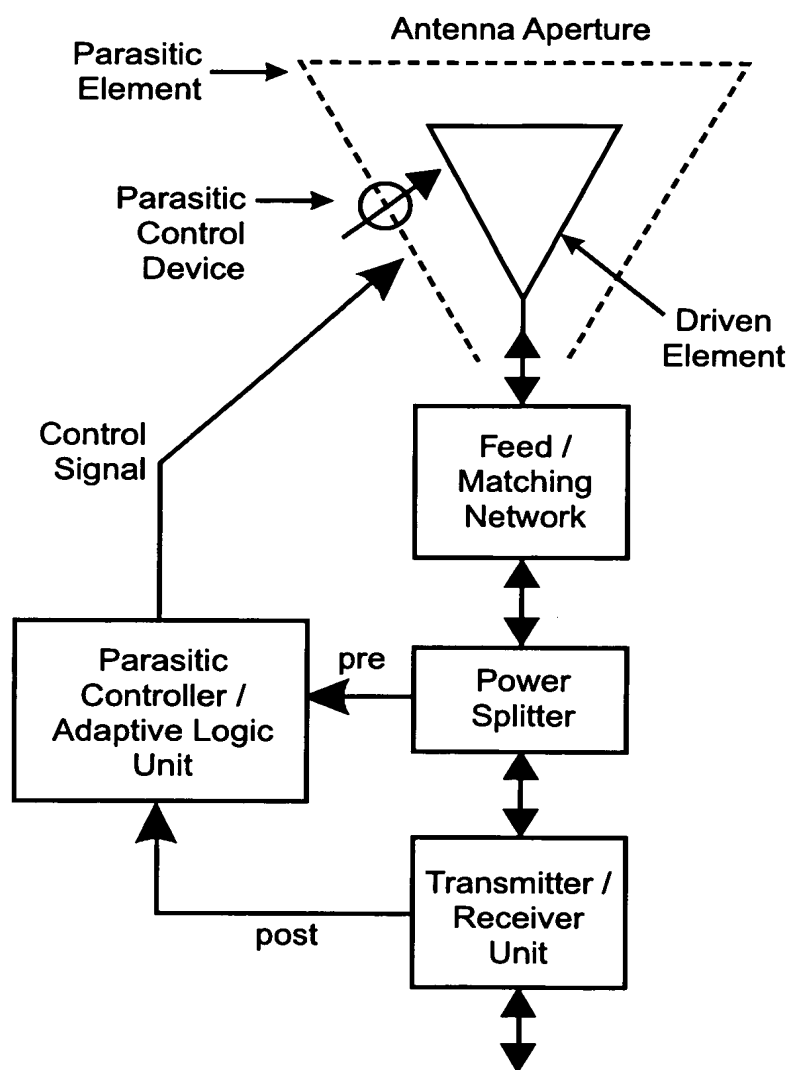 Antenna Aperture
Parasitic
Element
Parasitic
Control
Device
Driven
Element
Control
Signal
Feed /
Matching
Network
Parasitic
Controller /
Adaptive Logic
Unit
pre
Power
Splitter
post
Transmitter /
Receiver
Unit